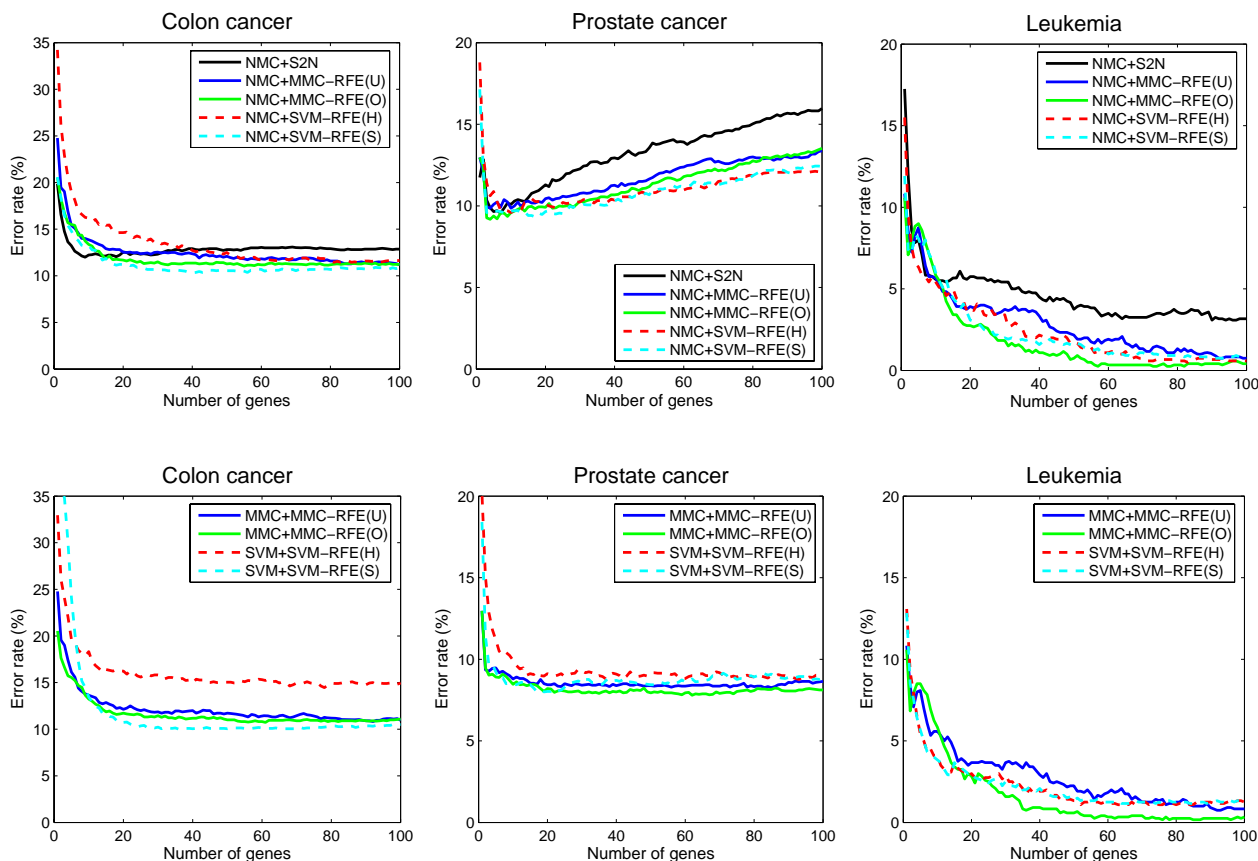 Colon cancer
35
30
25
20
15
10
5
0
Error rate (%)
NMC+S2N
NMC+MMC−RFE(U)
NMC+MMC−RFE(O)
NMC+SVM−RFE(H)
NMC+SVM−RFE(S)
0 20 40 60 80 100
Number of genes
Prostate cancer
20
15
10
5
0
Error rate (%)
NMC+S2N
NMC+MMC−RFE(U)
NMC+MMC−RFE(O)
NMC+SVM−RFE(H)
NMC+SVM−RFE(S)
0 20 40 60 80 100
Number of genes
Leukemia
20
15
10
5
0
Error rate (%)
NMC+S2N
NMC+MMC−RFE(U)
NMC+MMC−RFE(O)
NMC+SVM−RFE(H)
NMC+SVM−RFE(S)
0 20 40 60 80 100
Number of genes
Colon cancer
35
30
25
20
15
10
5
0
Error rate (%)
MMC+MMC−RFE(U)
MMC+MMC−RFE(O)
SVM+SVM−RFE(H)
SVM+SVM−RFE(S)
0 20 40 60 80 100
Number of genes
Prostate cancer
20
15
10
5
0
Error rate (%)
MMC+MMC−RFE(U)
MMC+MMC−RFE(O)
SVM+SVM−RFE(H)
SVM+SVM−RFE(S)
0 20 40 60 80 100
Number of genes
Leukemia
20
15
10
5
0
Error rate (%)
MMC+MMC−RFE(U)
MMC+MMC−RFE(O)
SVM+SVM−RFE(H)
SVM+SVM−RFE(S)
0 20 40 60 80 100
Number of genes